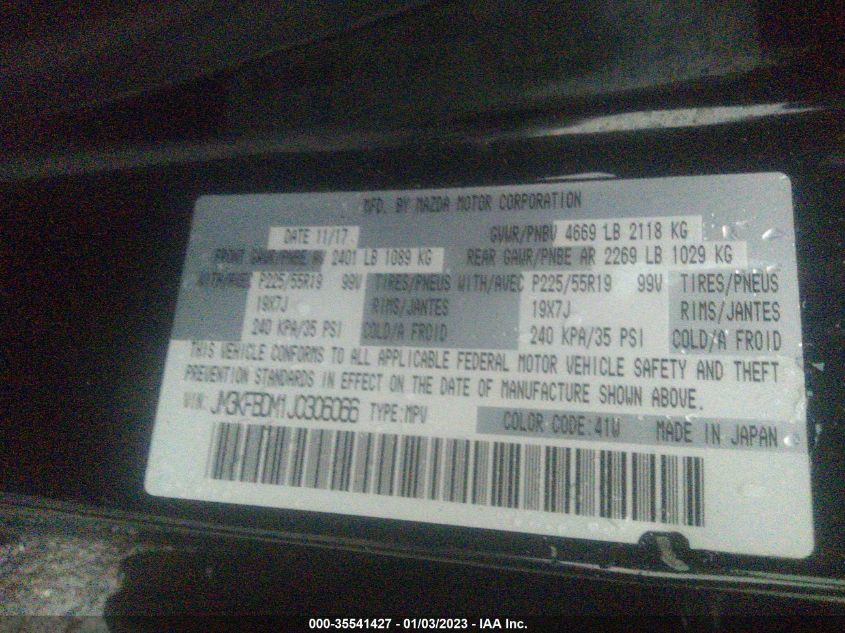 MFD. BY MAZDA MOTOR CORPORATION
DATE 11/17 GVWR/PNBV 4669 LB 2118 KG
FRONT GAWR/PNBE AV 2401 LB 1089 KG REAR GAWR/PNBE AR 2269 LB 1029 KG
WITH/AVEC P225/55R19 99V TIRES/PNEUS WITH/AVEC P225/55R19 99V TIRES/PNEUS
19X7J RIMS/JANTES 19X7J RIMS/JANTES
240 KPA/35 PSI COLD/A FROID 240 KPA/35 PSI COLD/A FROID
THIS VEHICLE CONFORMS TO ALL APPLICABLE FEDERAL MOTOR VEHICLE SAFETY AND THEFT
PREVENTION STANDARDS IN EFFECT ON THE DATE OF MANUFACTURE SHOWN ABOVE.
VIN: JM3KFBDM1J0306066 TYPE:MPV COLOR CODE:41W MADE IN JAPAN
000-35541427 - 01/03/2023 - IAA Inc.